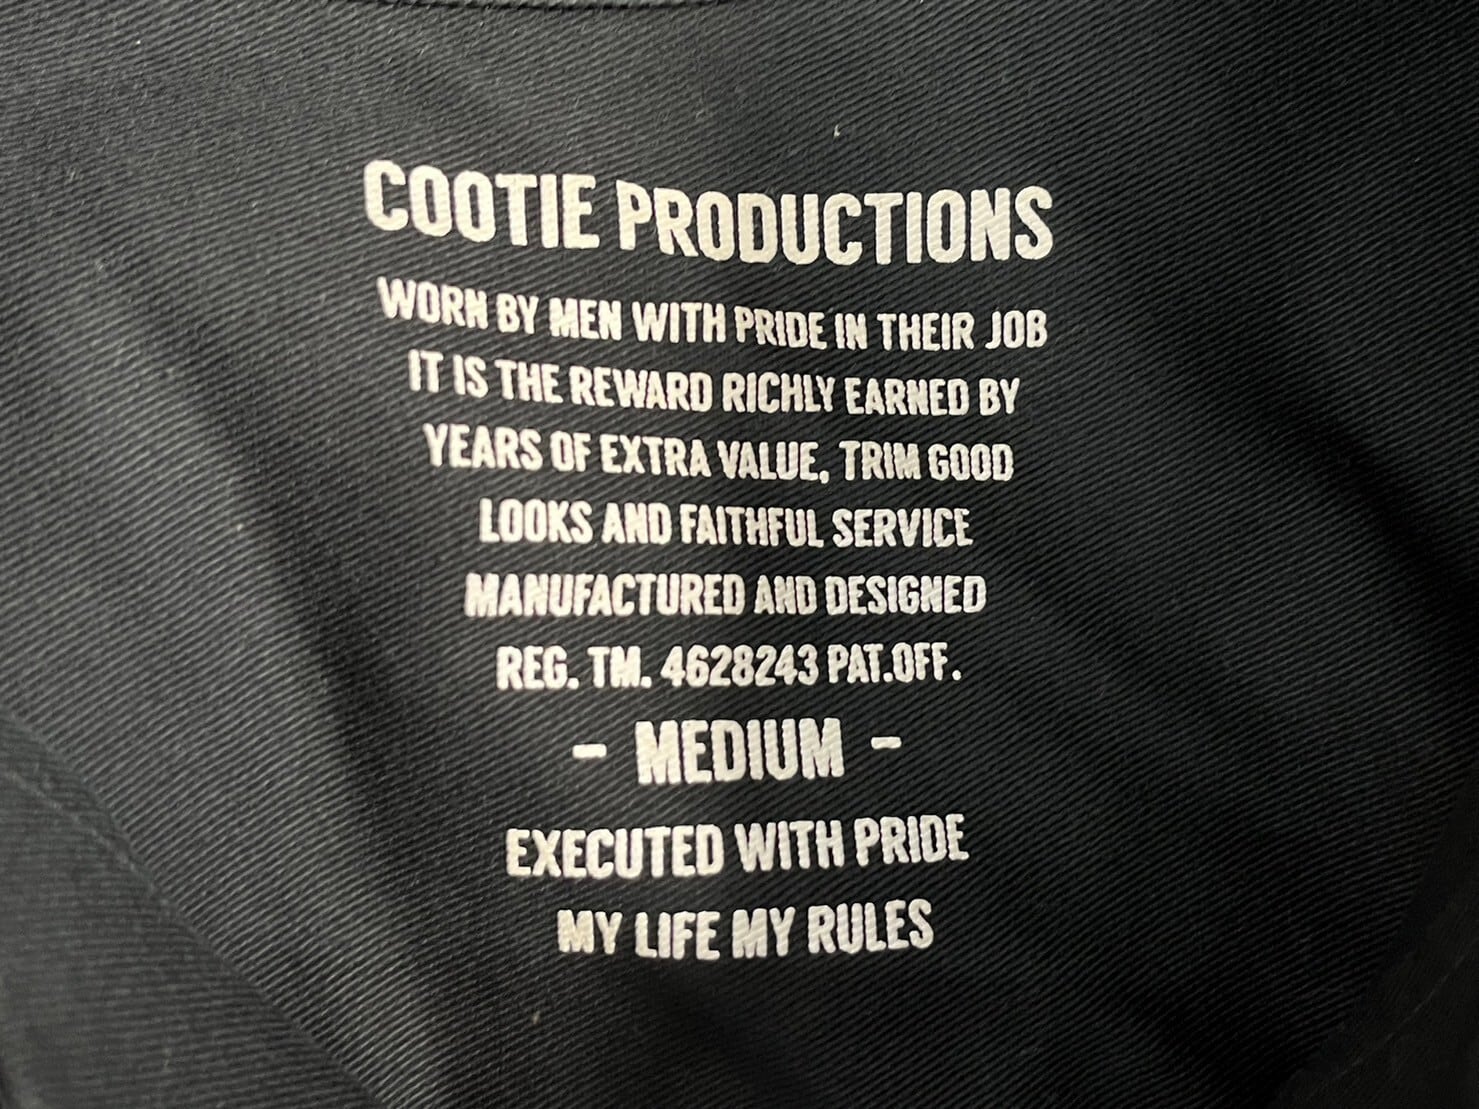 COOTIE PRODUCTIONS
WORN BY MEN WITH PRIDE IN THEIR JOB
IT IS THE REWARD RICHLY EARNED BY
YEARS OF EXTRA VALUE, TRIM GOOD
LOOKS AND FAITHFUL SERVICE
MANUFACTURED AND DESIGNED
REG. TM. 4628243 PAT.OFF.
- MEDIUM -
EXECUTED WITH PRIDE
MY LIFE MY RULES